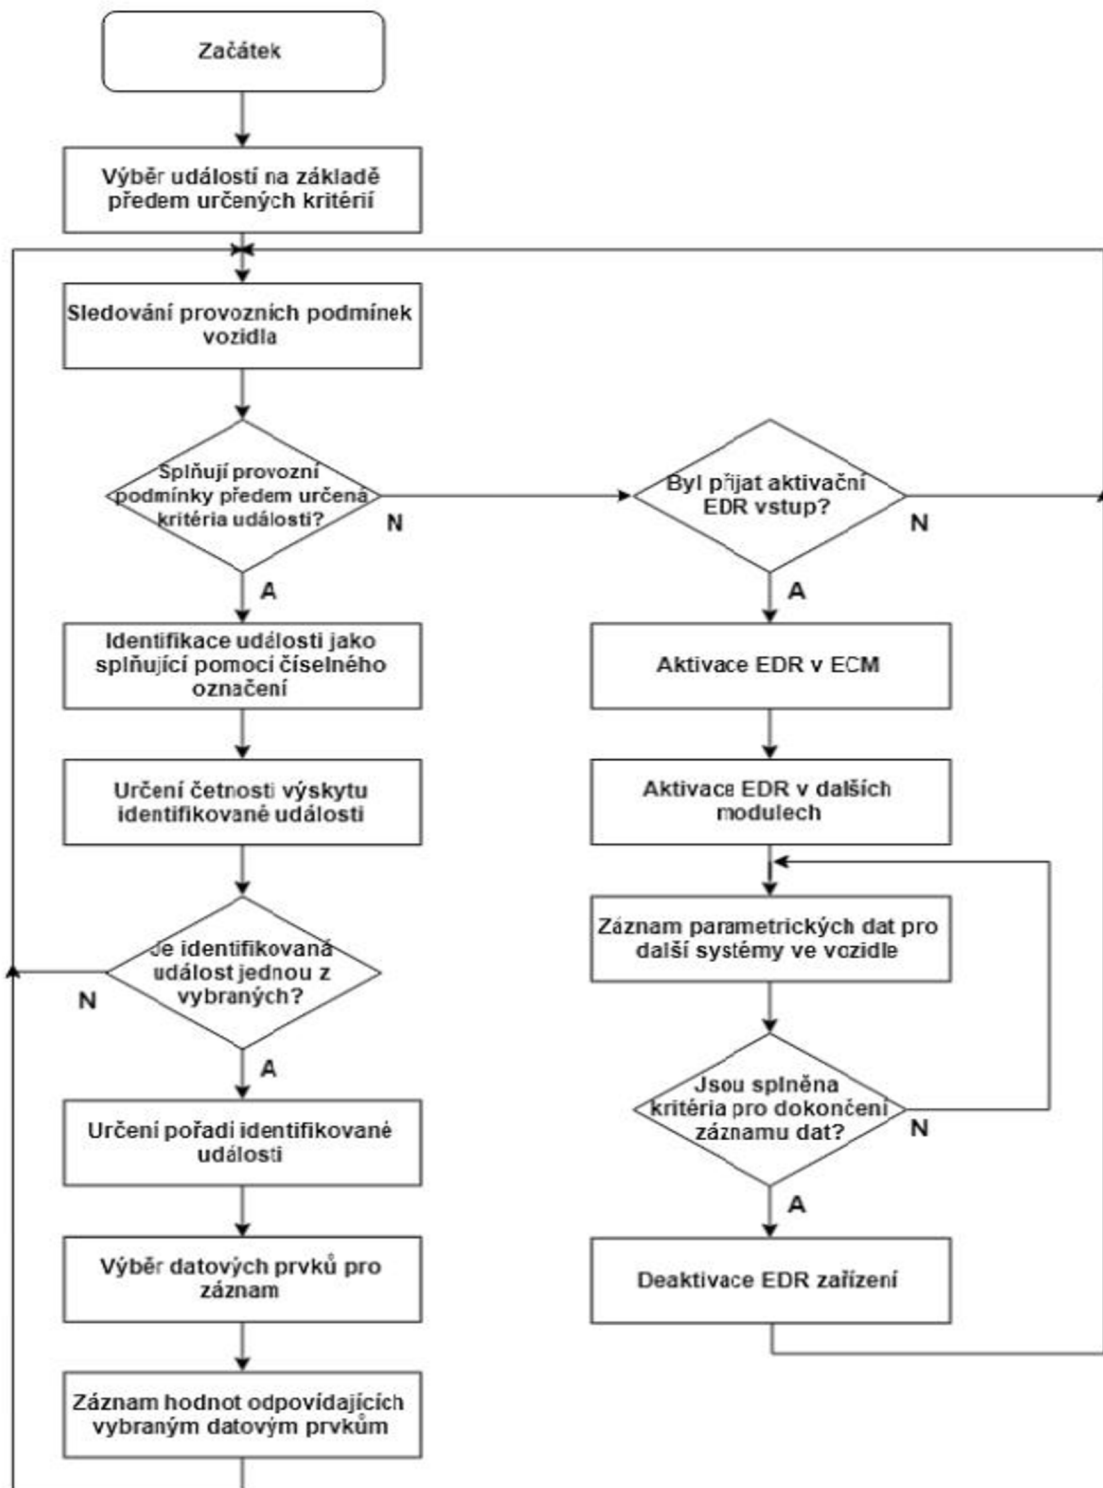 Začátek
Výběr událostí na základě
předem určených kritérií
Sledování provozních podmínek
vozidla
Splňují provozní
podmínky předem určená
kritéria události?
N
A
Byl přijat aktivační
EDR vstup?
N
A
Identifikace události jako
splňující pomocí číselného
označení
Aktivace EDR v ECM
Určení četnosti výskytu
identifikované události
Aktivace EDR v dalších
modulech
Záznam parametrických dat pro
další systémy ve vozidle
Je identifikovaná
událost jednou z
vybraných?
N
A
Jsou splněna
kritéria pro dokončení
záznamu dat?
N
A
Určení pořadí identifikované
události
Výběr datových prvků pro
záznam
Deaktivace EDR zařízení
Záznam hodnot odpovídajících
vybraným datovým prvkům